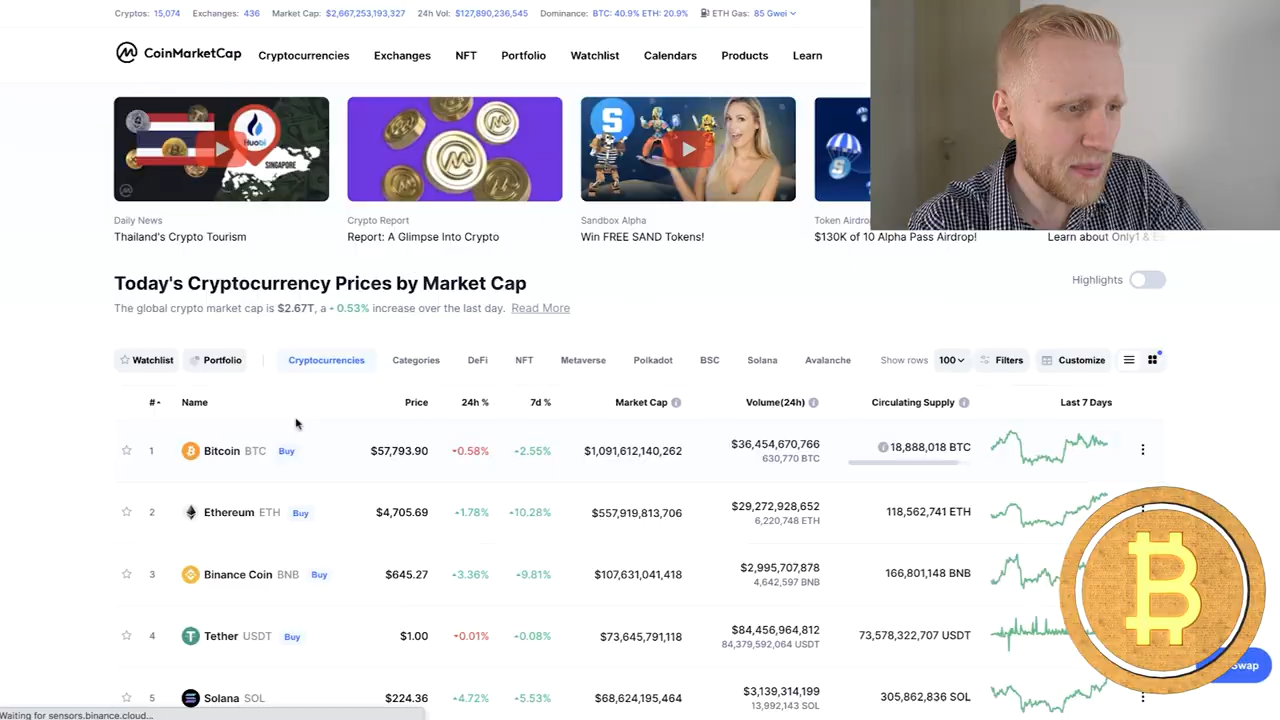 Cryptos: 15,074 Exchanges: 436 Market Cap: $2,667,253,193,327 24h Vol: $127,890,236,545 Dominance: BTC: 40.9% ETH: 20.9% ETH Gas: 85 Gwei
CoinMarketCap Cryptocurrencies Exchanges NFT Portfolio Watchlist Calendars Products Learn
Huobi
SINGAPORE
S
Daily News Crypto Report Sandbox Alpha Token Airdrop
Thailand's Crypto Tourism Report: A Glimpse Into Crypto Win FREE SAND Tokens! $130K of 10 Alpha Pass Airdrop! Learn about Only1 &
Today's Cryptocurrency Prices by Market Cap Highlights
The global crypto market cap is $2.67T, a 0.53% increase over the last day. Read More
Watchlist Portfolio Cryptocurrencies Categories DeFi NFT Metaverse Polkadot BSC Solana Avalanche Show rows 100 Filters Customize
# Name Price 24h % 7d % Market Cap Volume(24h) Circulating Supply Last 7 Days
1 Bitcoin BTC Buy $57,793.90 0.58% 2.55% $1,091,612,140,262 $36,454,670,766 18,888,018 BTC
630,770 BTC
2 Ethereum ETH Buy $4,705.69 1.78% 10.28% $557,919,813,706 $29,272,928,652 118,562,741 ETH
6,220,748 ETH
3 Binance Coin BNB Buy $645.27 3.36% 9.81% $107,631,041,418 $2,995,707,878 166,801,148 BNB
4,642,597 BNB
4 Tether USDT Buy $1.00 0.01% 0.08% $73,645,791,118 $84,456,964,812 73,578,322,707 USDT
84,379,592,064 USDT
5 Solana SOL $224.36 4.72% 5.53% $68,624,195,464 $3,139,314,199 305,862,836 SOL
13,992,143 SOL
Swap
Waiting for sensors.binance.cloud...